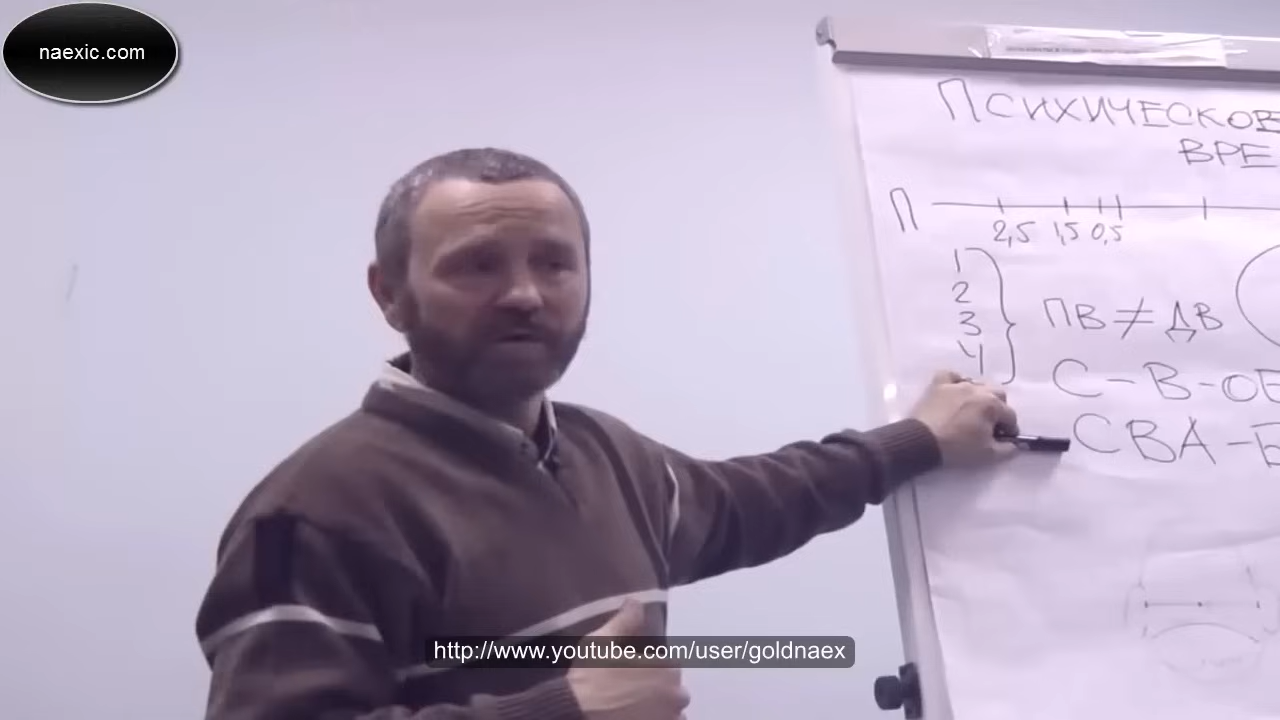 naexic.com
ПСИХИЧЕСКОЕ
ВРЕ
П
2,5 1,5 0,5
1
2
3
4
ПВ ≠ ДВ
С-В-ОБ
СВА-Б
http://www.youtube.com/user/goldnaex